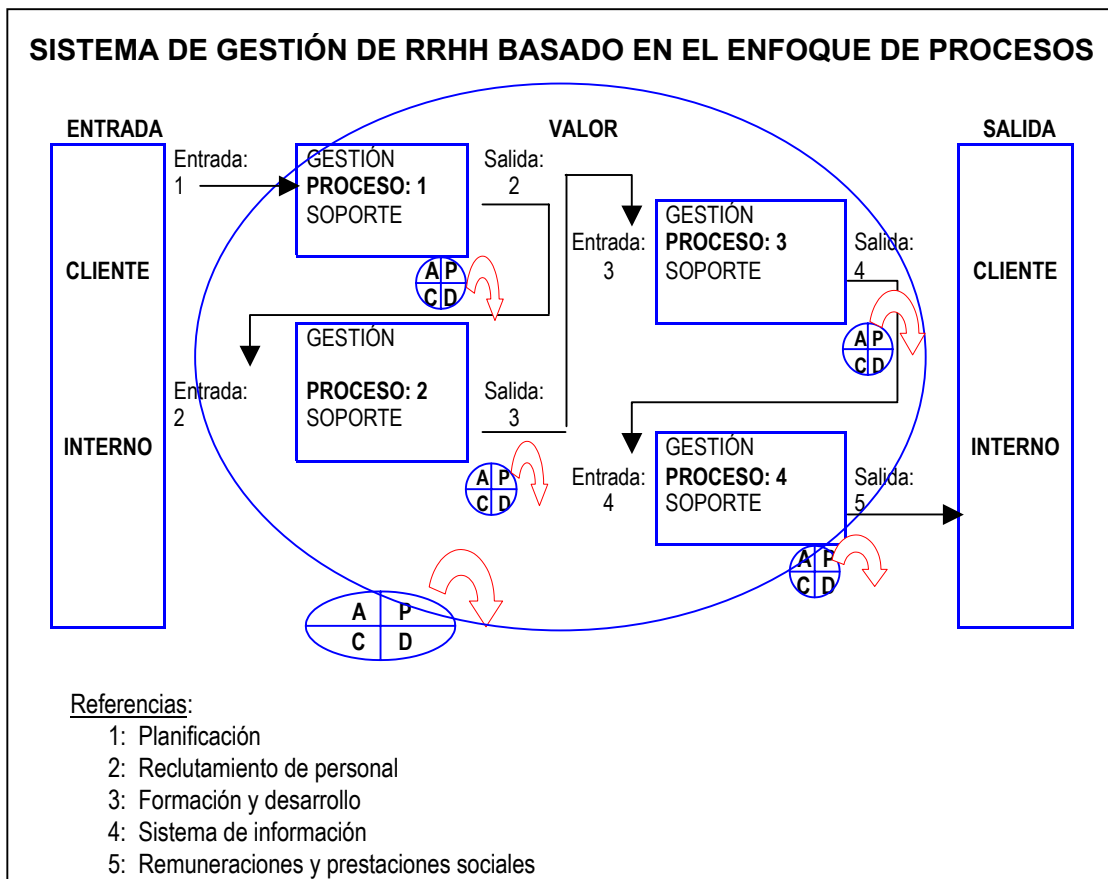 SISTEMA DE GESTIÓN DE RRHH BASADO EN EL ENFOQUE DE PROCESOS
ENTRADA
VALOR
SALIDA
CLIENTE
INTERNO
Entrada:
1
GESTIÓN
PROCESO: 1
SOPORTE
Salida:
2
A P
C D
Entrada:
2
GESTIÓN
PROCESO: 2
SOPORTE
Salida:
3
A P
C D
Entrada:
3
GESTIÓN
PROCESO: 3
SOPORTE
Salida:
4
A P
C D
Entrada:
4
GESTIÓN
PROCESO: 4
SOPORTE
Salida:
5
A P
C D
CLIENTE
INTERNO
A P
C D
Referencias:
1: Planificación
2: Reclutamiento de personal
3: Formación y desarrollo
4: Sistema de información
5: Remuneraciones y prestaciones sociales